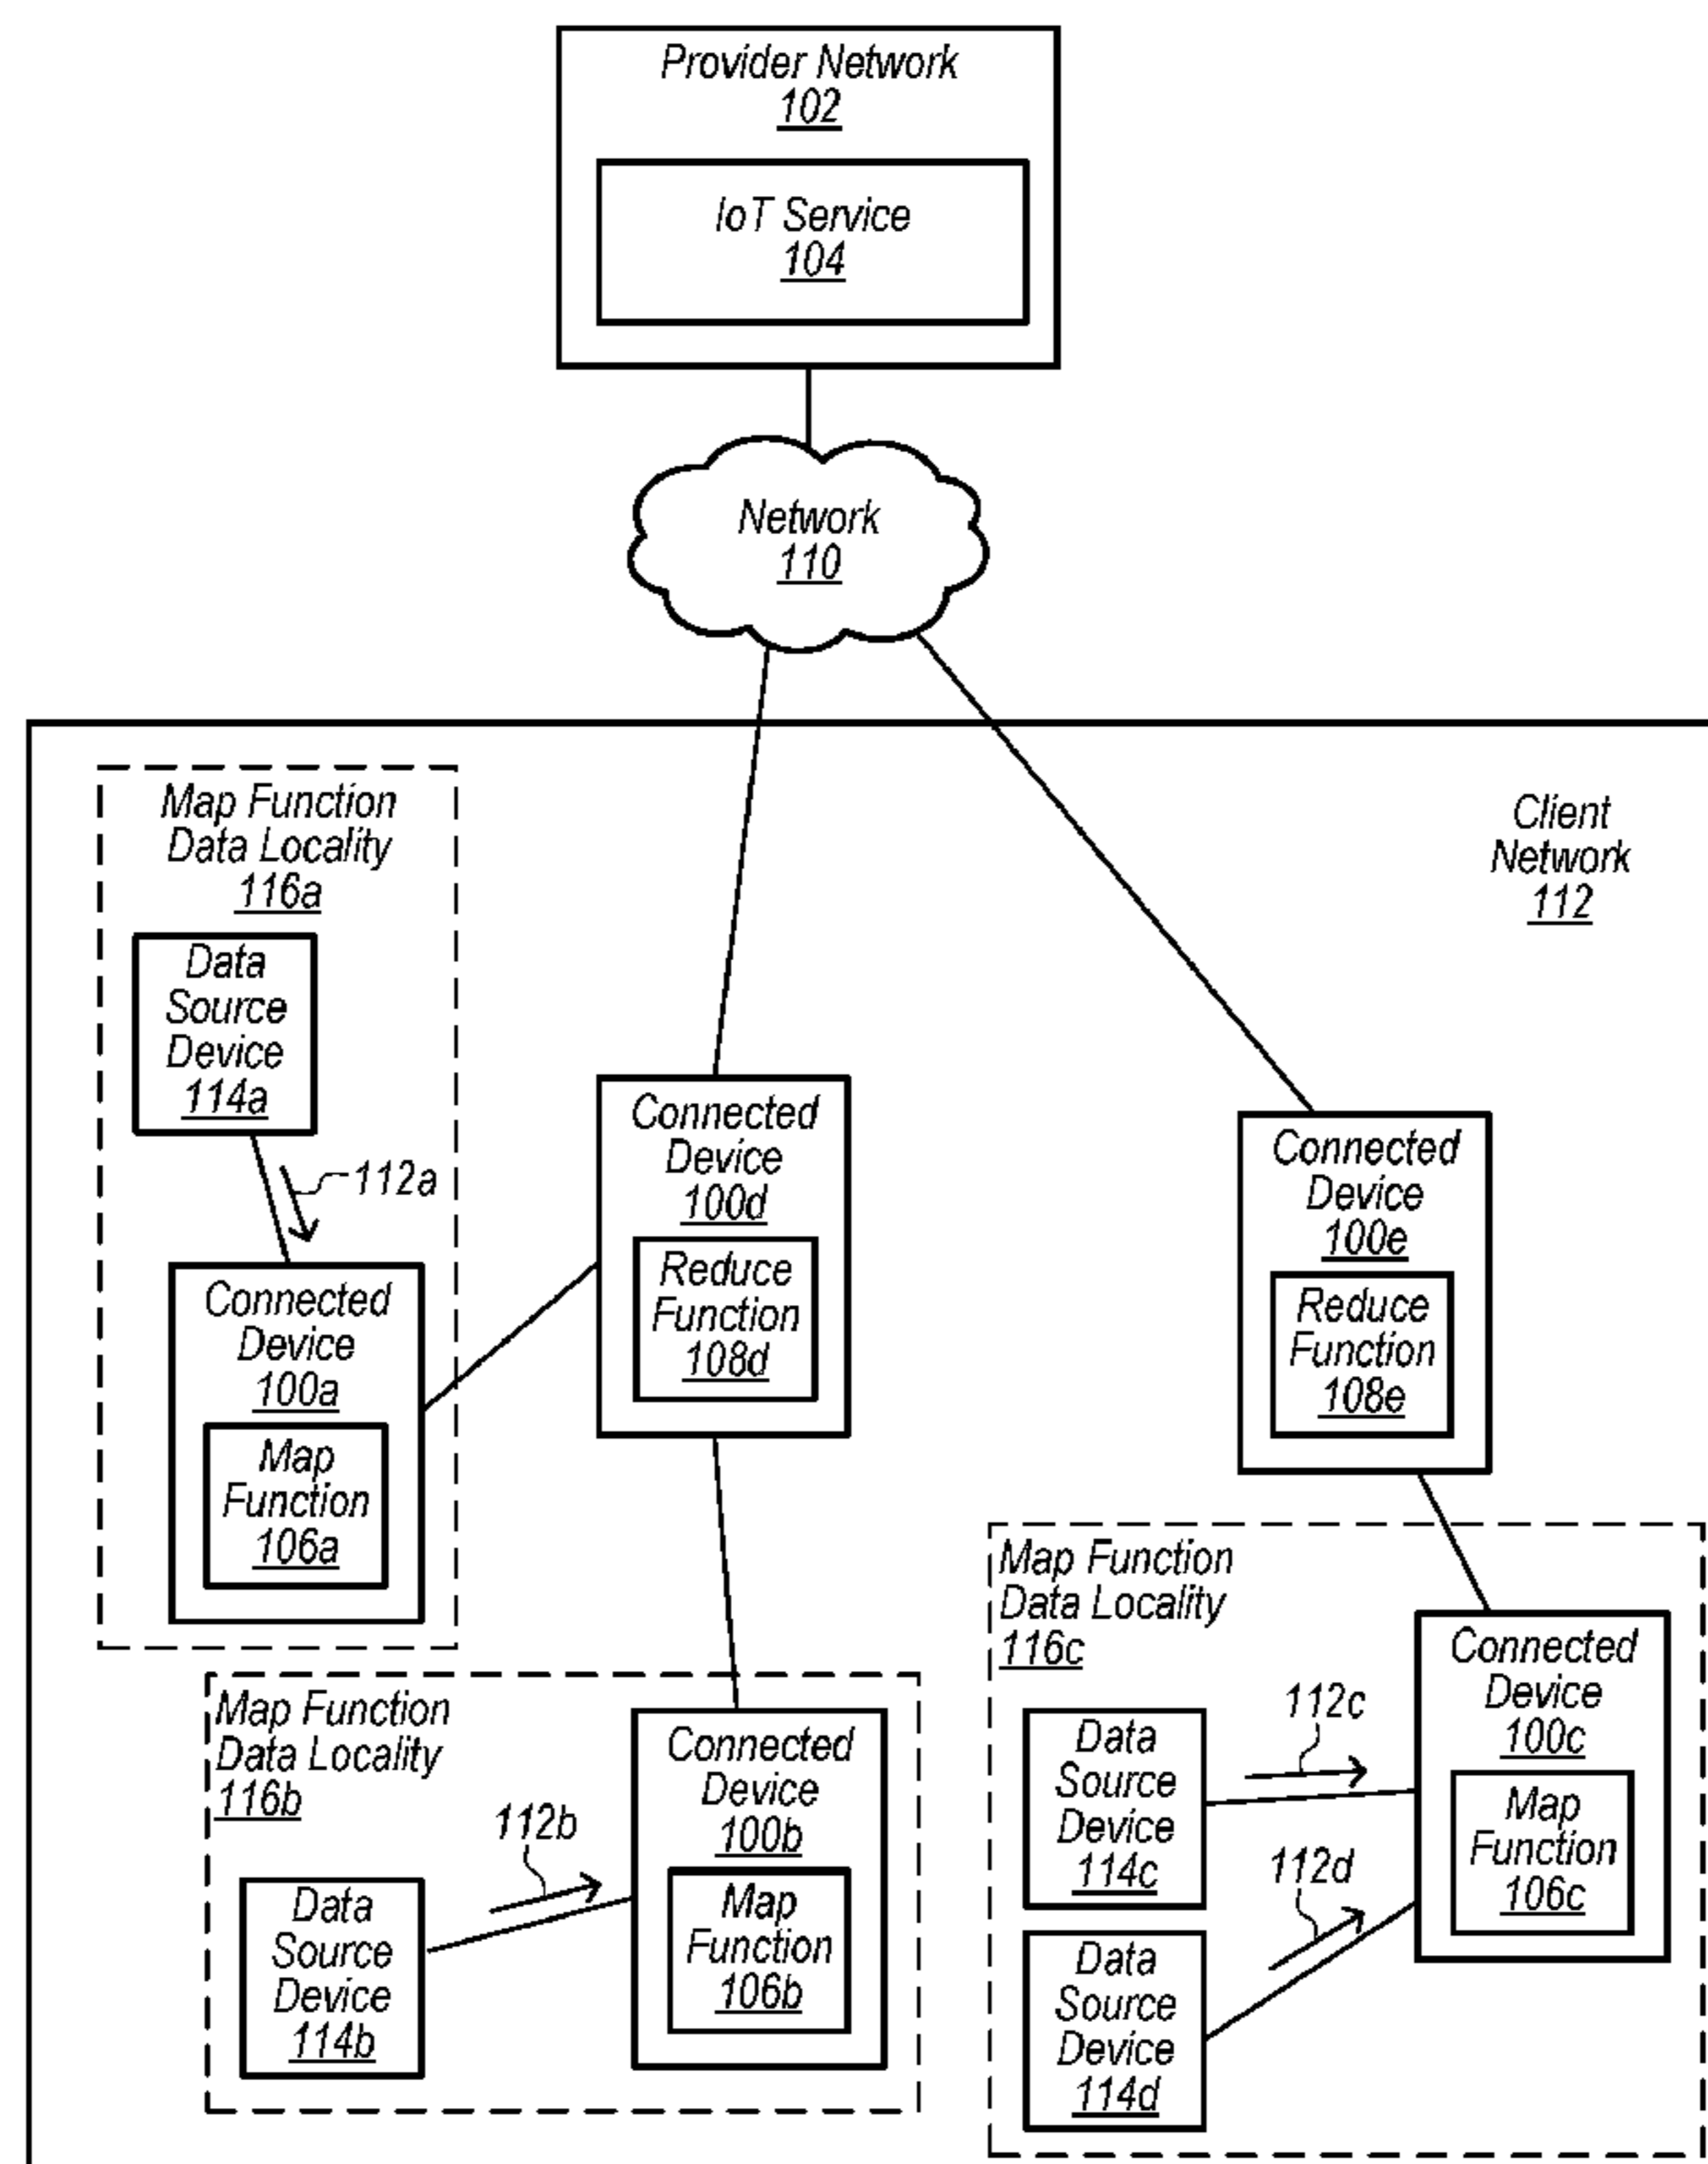 Provider Network
102
IoT Service
104
Network
110
Client
Network
112
Map Function
Data Locality
116a
Data
Source
Device
114a
112a
Connected
Device
100a
Map
Function
106a
Connected
Device
100d
Reduce
Function
108d
Connected
Device
100e
Reduce
Function
108e
Map Function
Data Locality
116b
Data
Source
Device
114b
112b
Connected
Device
100b
Map
Function
106b
Map Function
Data Locality
116c
Data
Source
Device
114c
112c
Data
Source
Device
114d
112d
Connected
Device
100c
Map
Function
106c